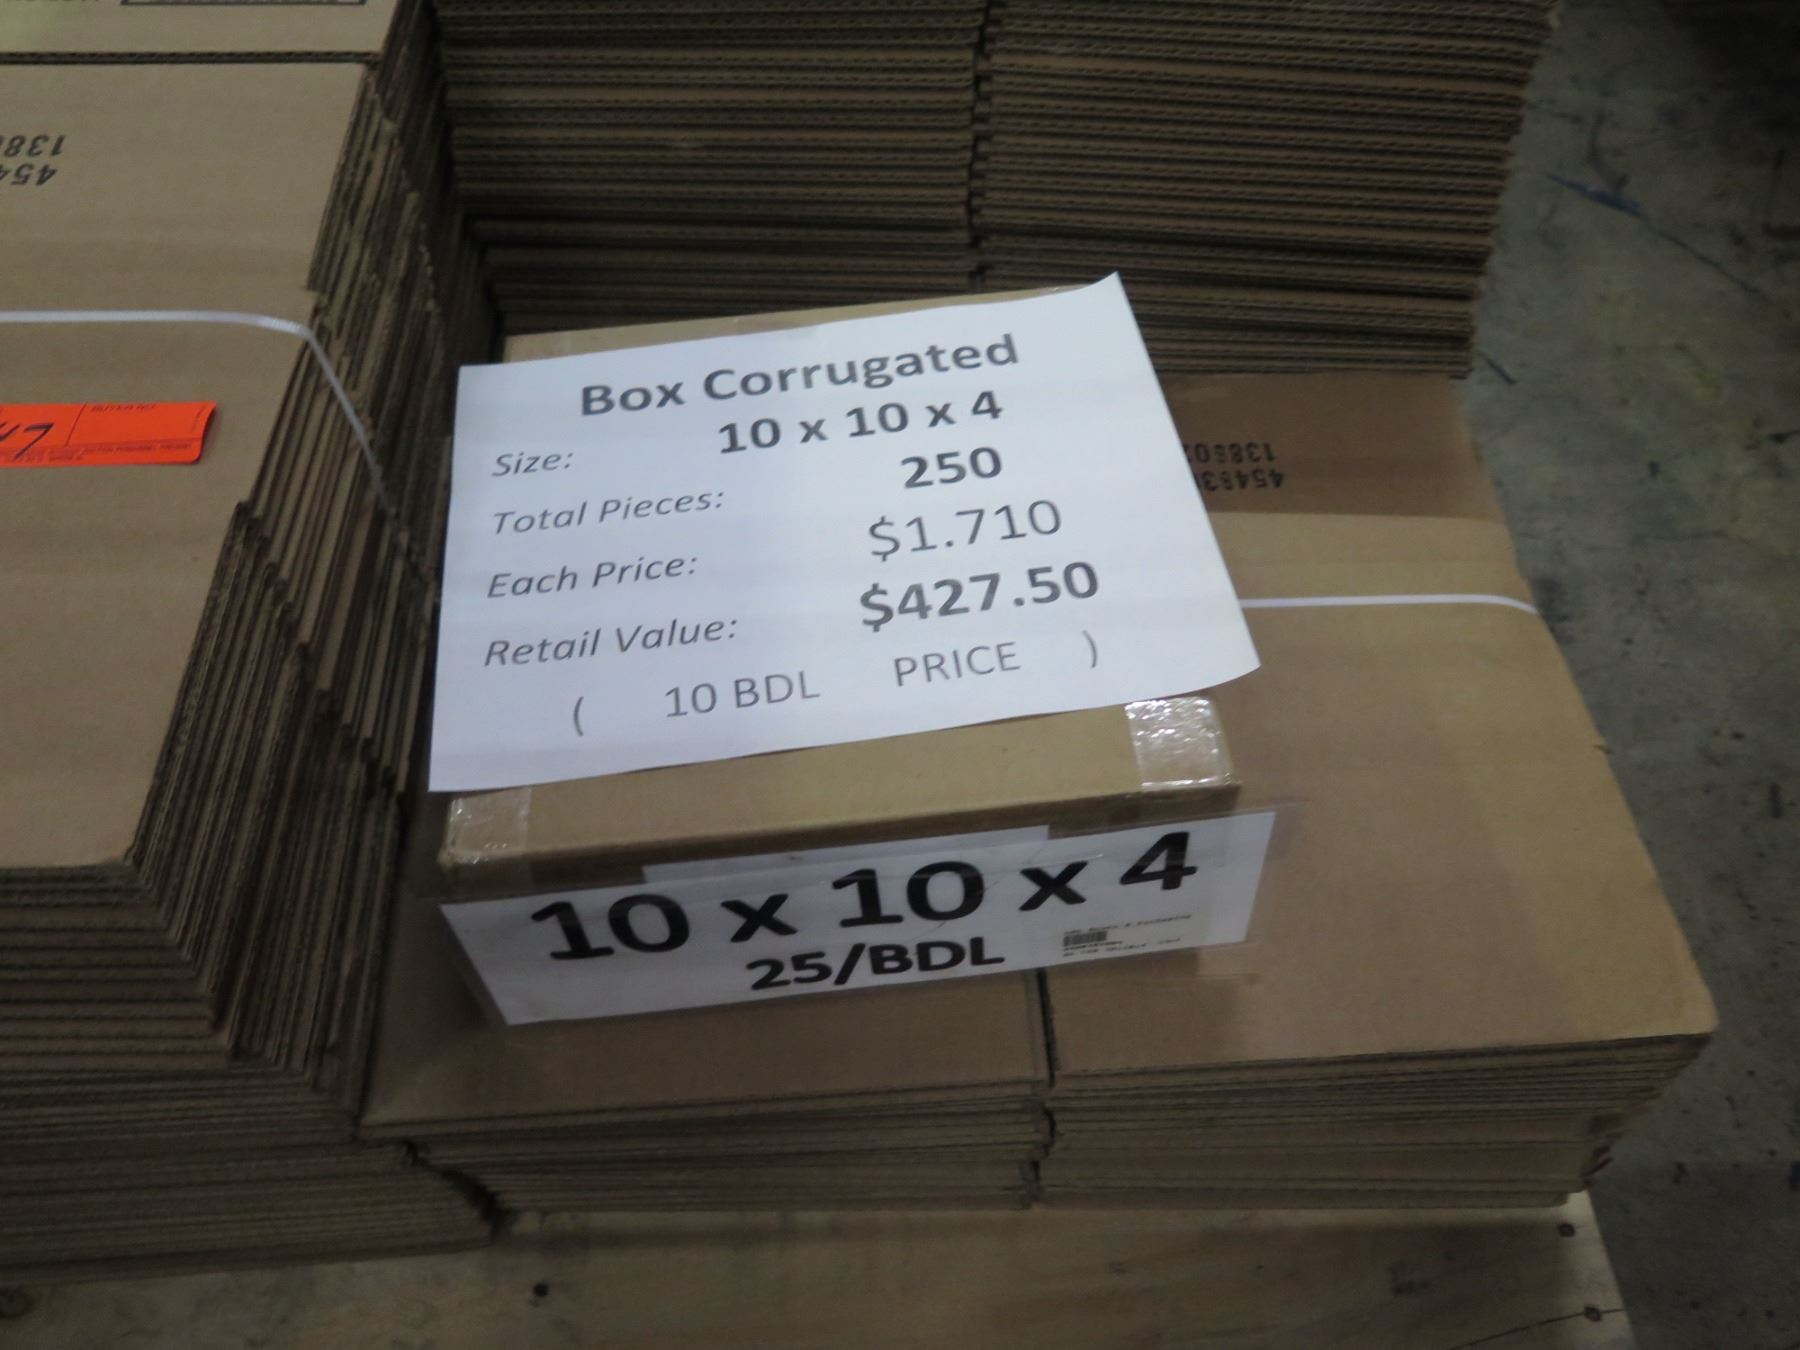 Box Corrugated
Size: 10 x 10 x 4
Total Pieces: 250
Each Price: $1.710
Retail Value: $427.50
( 10 BDL PRICE )
10 x 10 x 4
25/BDL